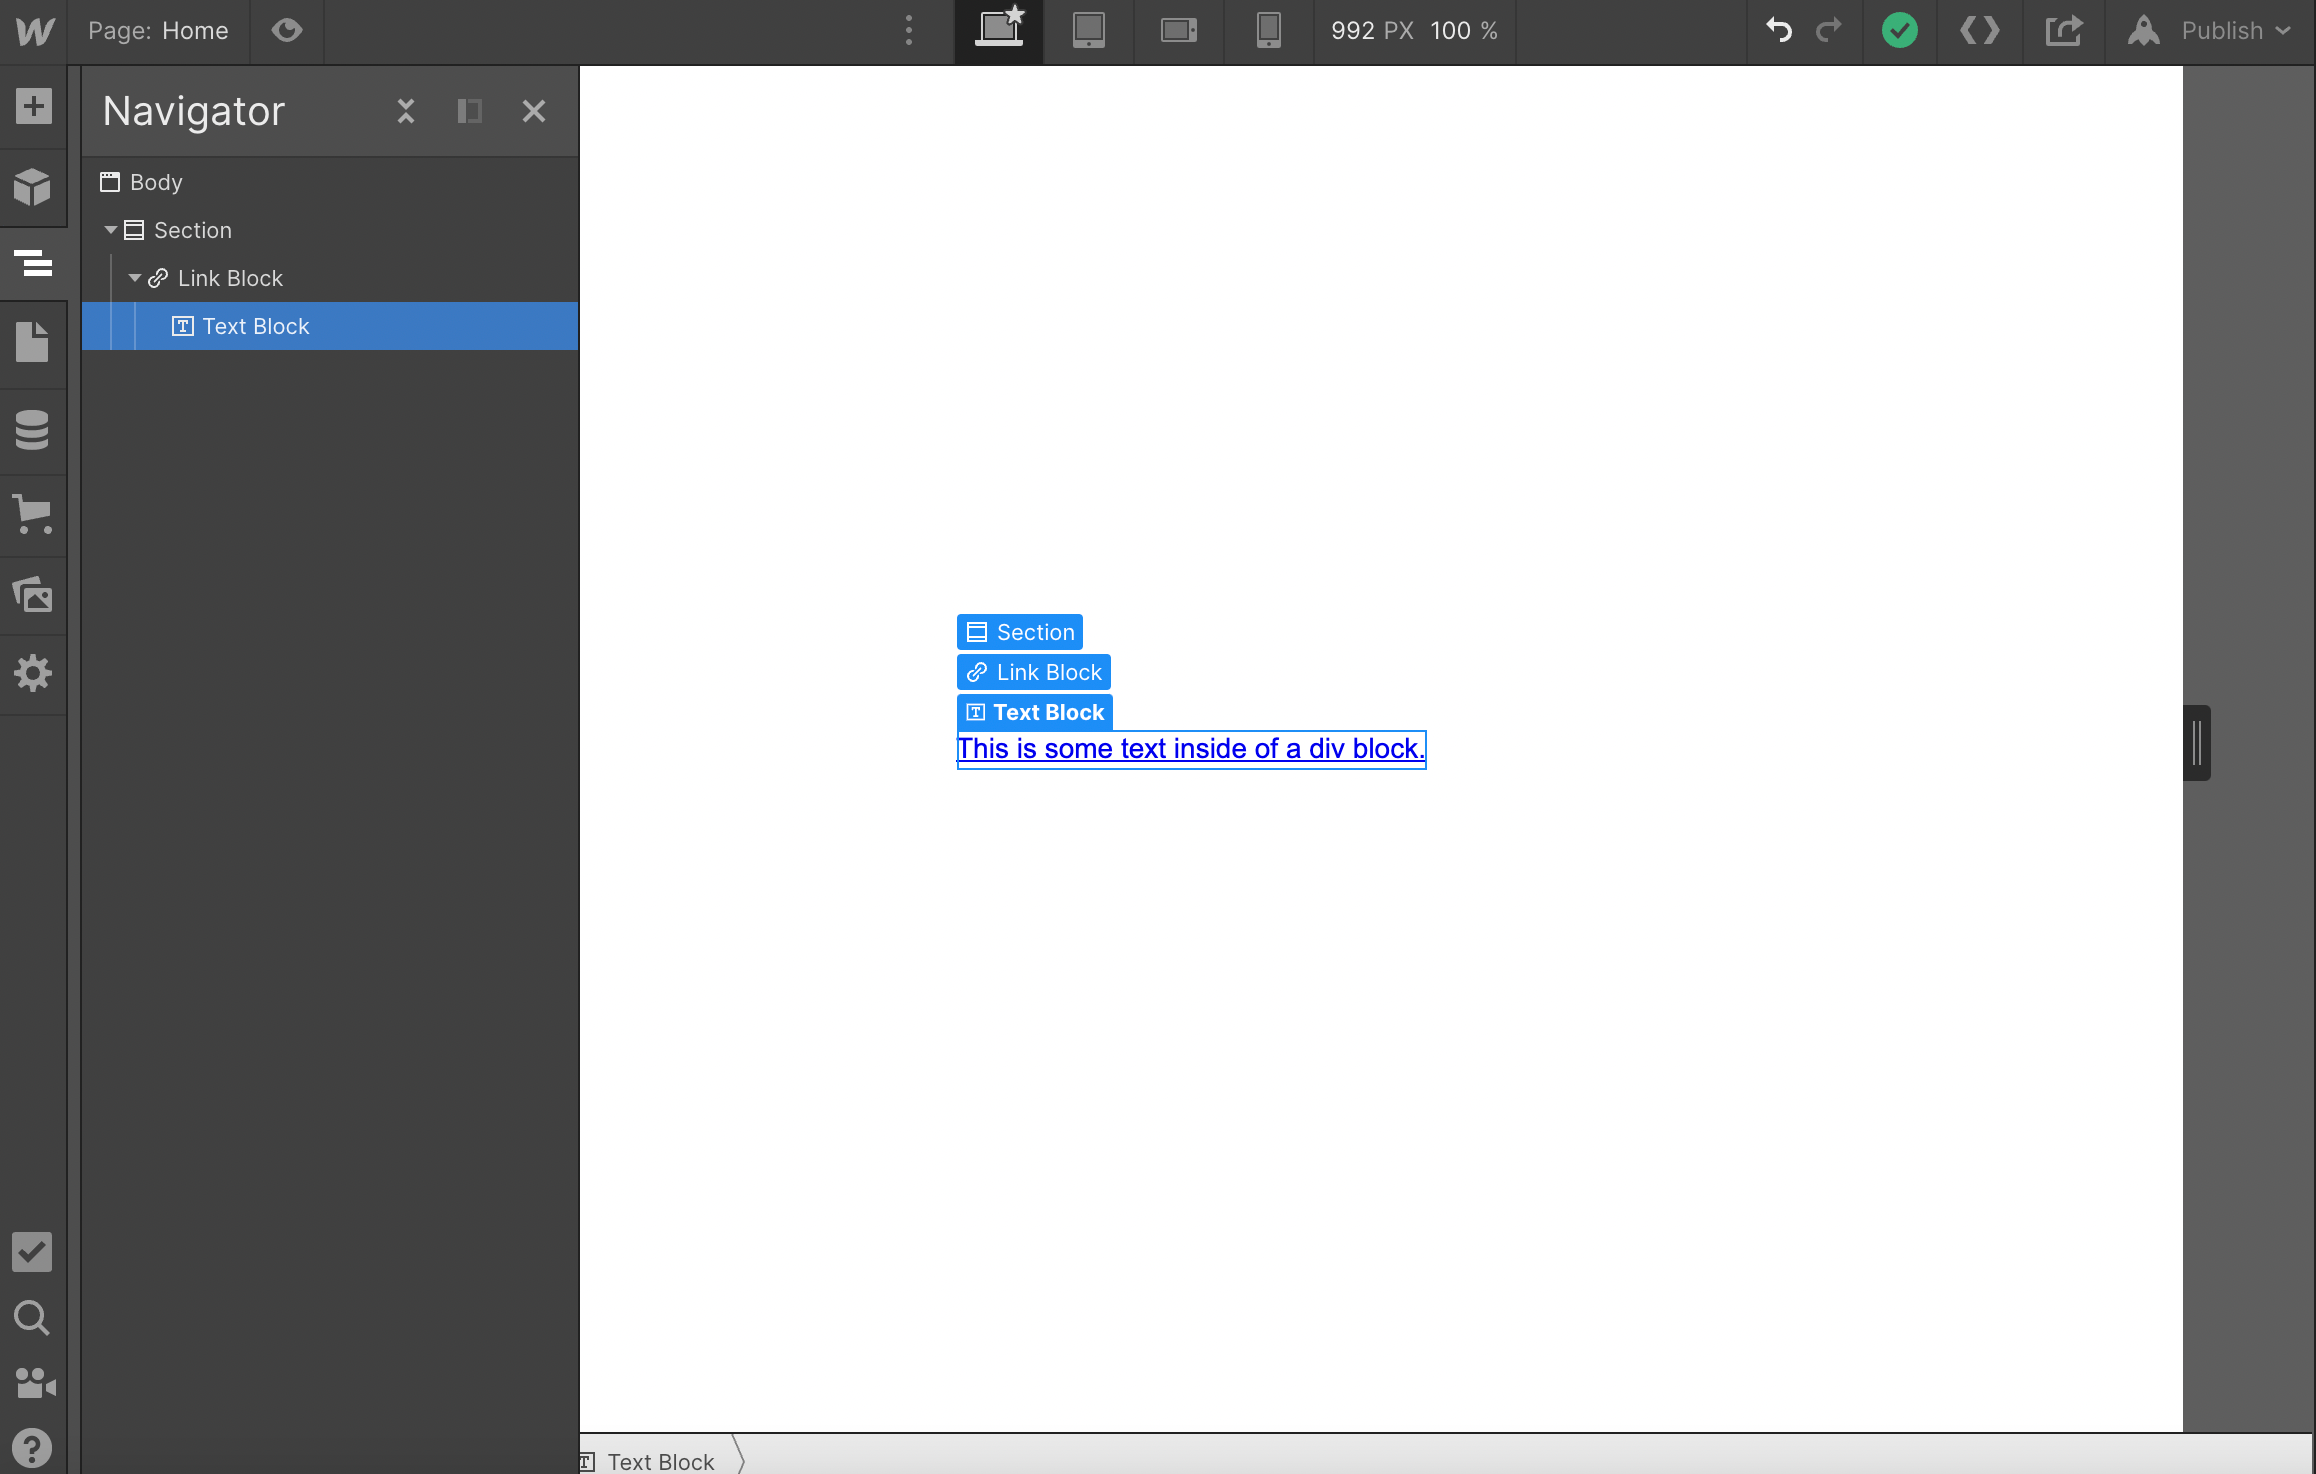 Page: Home
992 PX 100 %
Publish
Navigator
Body
Section
Link Block
Text Block
Section
Link Block
Text Block
This is some text inside of a div block.
Text Block